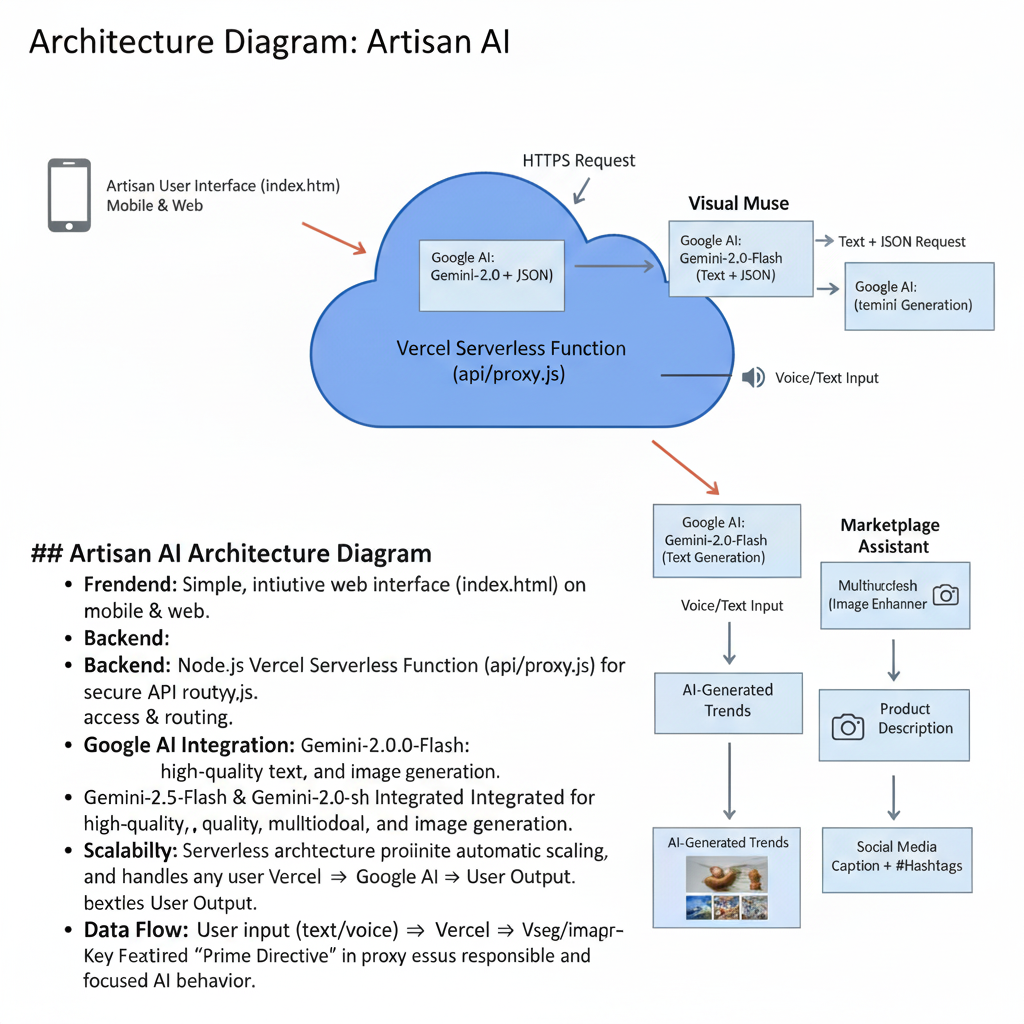 Architecture Diagram: Artisan AI
HTTPS Request
Artisan User Interface (index.htm)
Mobile & Web
Visual Muse
Google AI:
Gemini-2.0 + JSON)
Google AI:
Gemini-2.0-Flash
(Text + JSON)
Text + JSON Request
Google AI:
(temini Generation)
Vercel Serverless Function
(api/proxy.js)
Voice/Text Input
Google AI:
Gemini-2.0-Flash
(Text Generation)
Voice/Text Input
AI-Generated
Trends
AI-Generated Trends
Marketplage
Assistant
(Image Enhanner
Product
Description
Social Media
Caption + #Hashtags
## Artisan AI Architecture Diagram
• Frendend: Simple, intiutive web interface (index.html) on
mobile & web.
• Backend:
• Backend: Node.js Vercel Serverless Function (api/proxy.js) for
secure API routyy.js.
access & routing.
• Google AI Integration: Gemini-2.0.0-Flash:
high-quality text, and image generation.
• Gemini-2.5-Flash & Gemini-2.0-sh Integrated Integrated for
high-quality,, quality, mulltiodoal, and image generation.
• Scalabilty: Serverless archtecture proiinite automatic scaling,
and handles any user Vercel ⇒ Google AI ⇒ User Output.
bextles User Output.
• Data Flow: User input (text/voice) ⇒ Vercel ⇒ Vseg/imapr–
Key Featired “Prime Directive” in proxy essus responsible and
focused AI behavior.